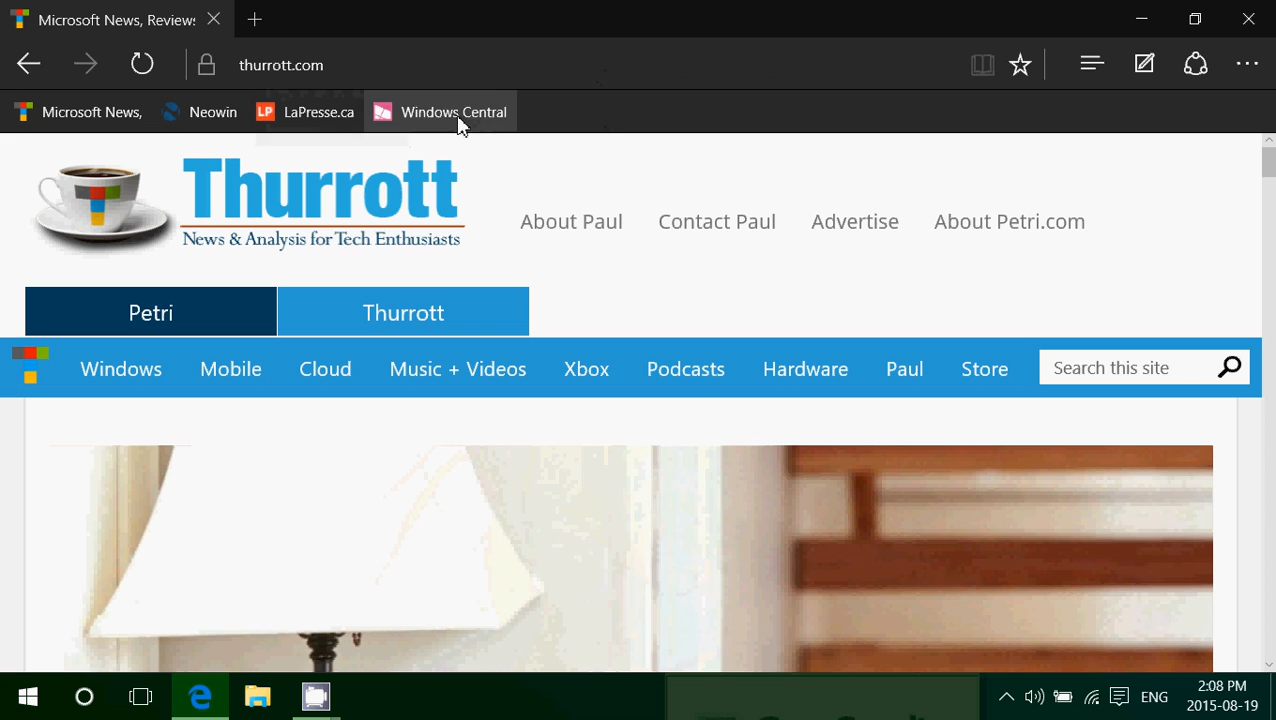 Microsoft News, Reviews
thurrott.com
Microsoft News, Neowin LP LaPresse.ca Windows Central
Thurrott
News & Analysis for Tech Enthusiasts
About Paul Contact Paul Advertise About Petri.com
Petri Thurrott
Windows Mobile Cloud Music + Videos Xbox Podcasts Hardware Paul Store Search this site
ENG
2:08 PM
2015-08-19